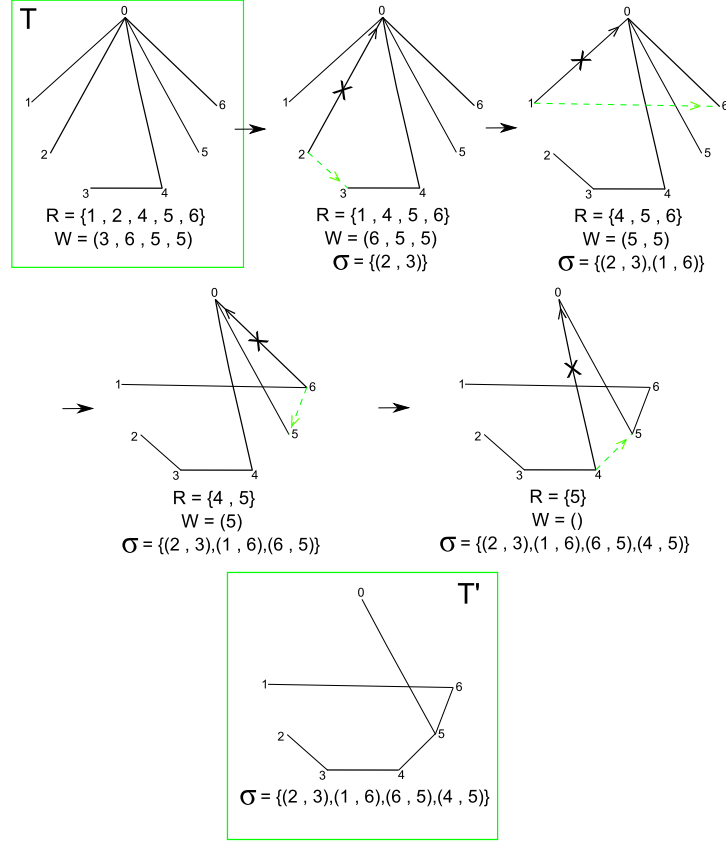 T
0
1
6
2
5
3
4
R = {1 , 2 , 4 , 5 , 6}
W = (3 , 6 , 5 , 5)
0
1
6
2
5
3
4
R = {1 , 4 , 5 , 6}
W = (6 , 5 , 5)
σ = {(2 , 3)}
0
1
6
2
5
3
4
R = {4 , 5 , 6}
W = (5 , 5)
σ = {(2 , 3),(1 , 6)}
0
1
6
2
5
3
4
R = {4 , 5}
W = (5)
σ = {(2 , 3),(1 , 6),(6 , 5)}
0
1
6
2
5
3
4
R = {5}
W = ()
σ = {(2 , 3),(1 , 6),(6 , 5),(4 , 5)}
T'
0
1
6
2
5
3
4
σ = {(2 , 3),(1 , 6),(6 , 5),(4 , 5)}